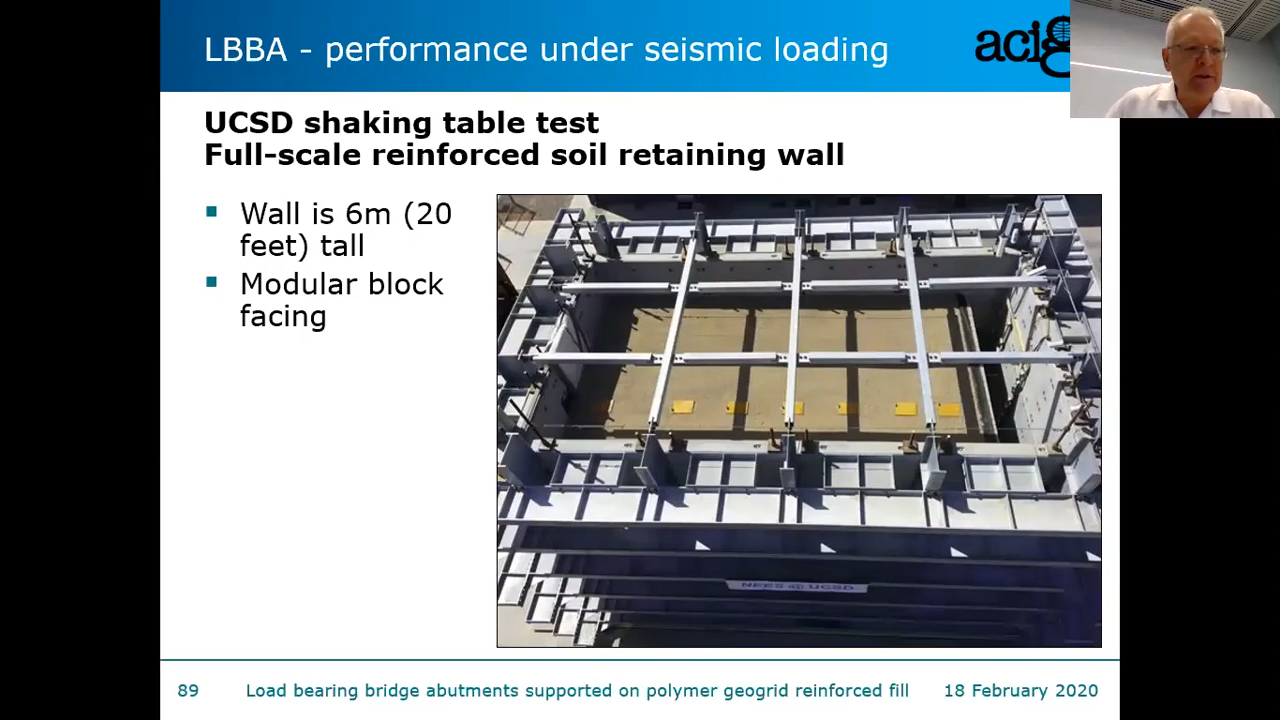 LBBA - performance under seismic loading
acig
UCSD shaking table test
Full-scale reinforced soil retaining wall
Wall is 6m (20
feet) tall
Modular block
facing
NEES @ UCSD
89
Load bearing bridge abutments supported on polymer geogrid reinforced fill
18 February 2020